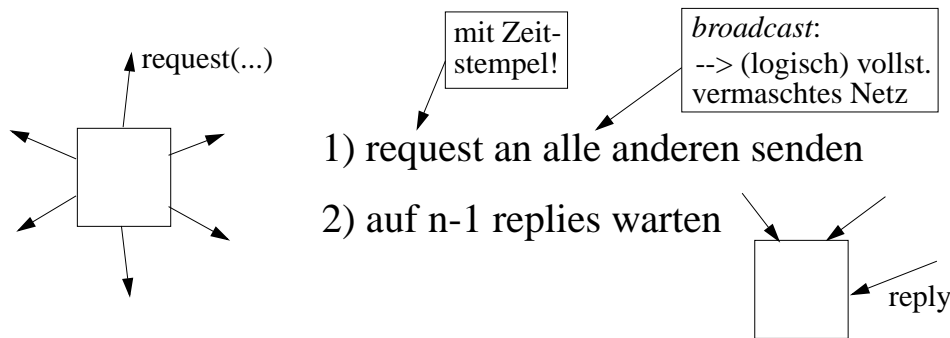 request(...)
mit Zeit-
stempel!
broadcast:
--> (logisch) vollst.
vermaschtes Netz
1) request an alle anderen senden
2) auf n-1 replies warten
reply